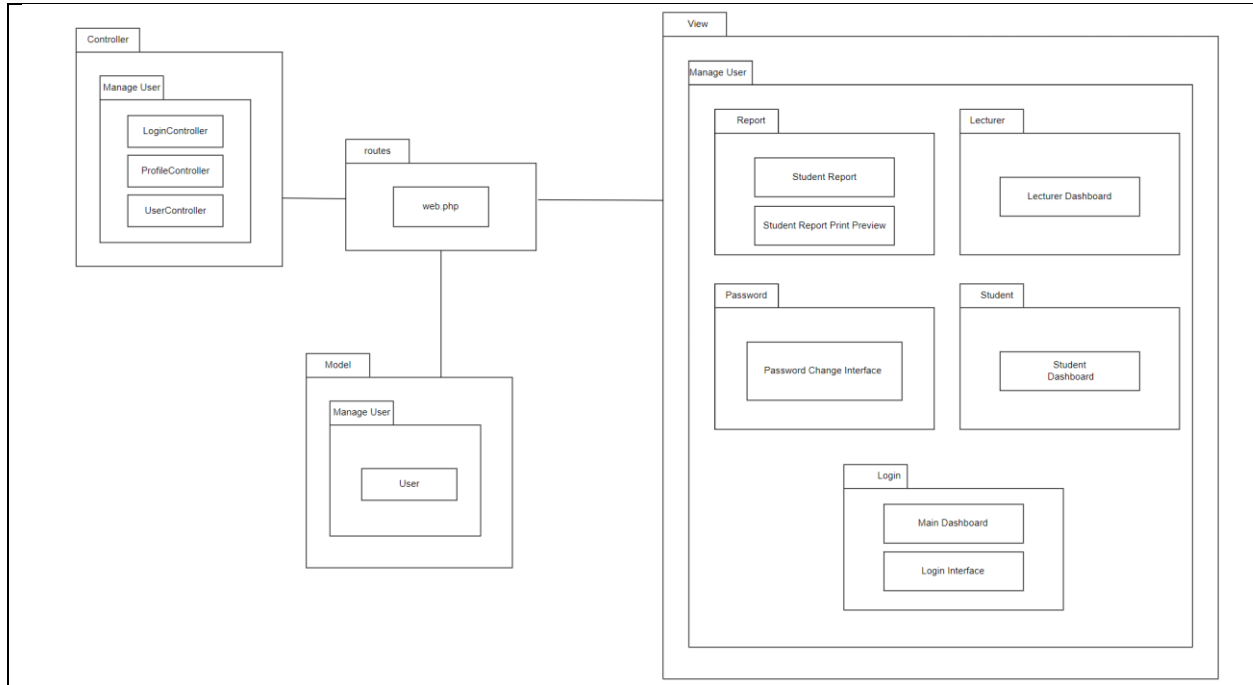 Controller
Manage User
LoginController
ProfileController
UserController
routes
web.php
Model
Manage User
User
View
Manage User
Report
Student Report
Student Report Print Preview
Lecturer
Lecturer Dashboard
Password
Password Change Interface
Student
Student
Dashboard
Login
Main Dashboard
Login Interface